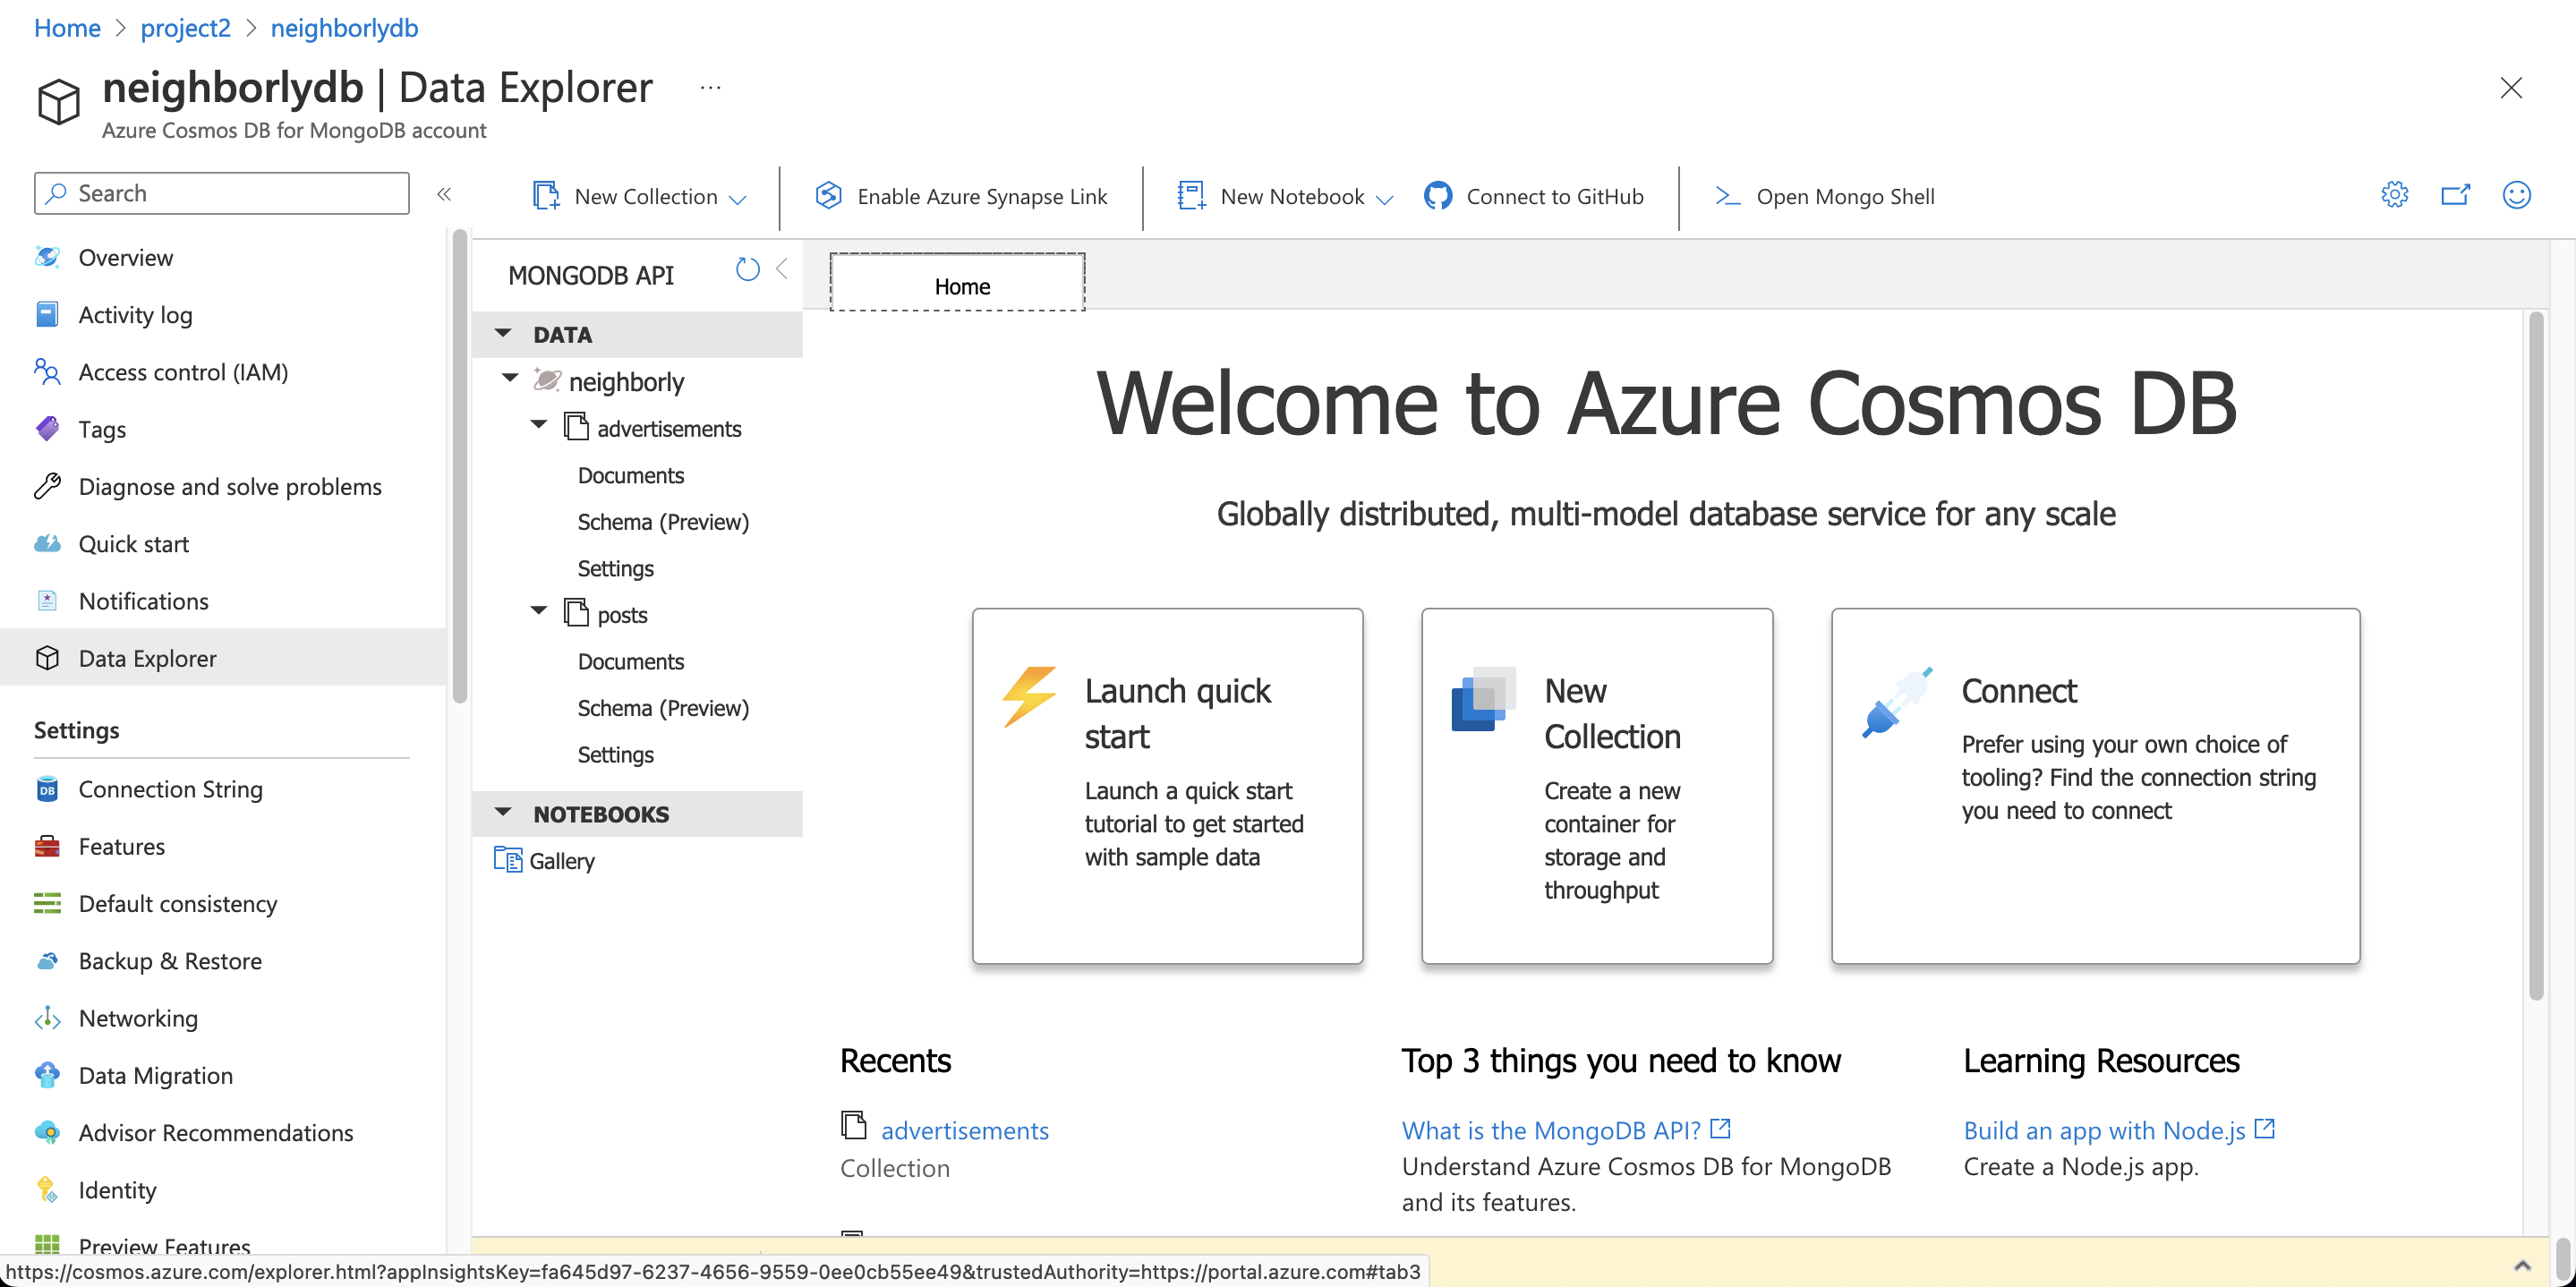 Home > project2 > neighborlydb
neighborlydb | Data Explorer ...
Azure Cosmos DB for MongoDB account
Search
«
Overview
Activity log
Access control (IAM)
Tags
Diagnose and solve problems
Quick start
Notifications
Data Explorer
Settings
DB Connection String
Features
Default consistency
Backup & Restore
Networking
Data Migration
Advisor Recommendations
Identity
Preview Features
New Collection
Enable Azure Synapse Link
New Notebook
Connect to GitHub
Open Mongo Shell
MONGODB API
DATA
neighborly
advertisements
Documents
Schema (Preview)
Settings
posts
Documents
Schema (Preview)
Settings
NOTEBOOKS
Gallery
Home
Welcome to Azure Cosmos DB
Globally distributed, multi-model database service for any scale
Launch quick
start
Launch a quick start
tutorial to get started
with sample data
New
Collection
Create a new
container for
storage and
throughput
Connect
Prefer using your own choice of
tooling? Find the connection string
you need to connect
Recents
advertisements
Collection
Top 3 things you need to know
What is the MongoDB API?
Understand Azure Cosmos DB for MongoDB
and its features.
Learning Resources
Build an app with Node.js
Create a Node.js app.
https://cosmos.azure.com/explorer.html?appInsightsKey=fa645d97-6237-4656-9559-0ee0cb55ee49&trustedAuthority=https://portal.azure.com#tab3